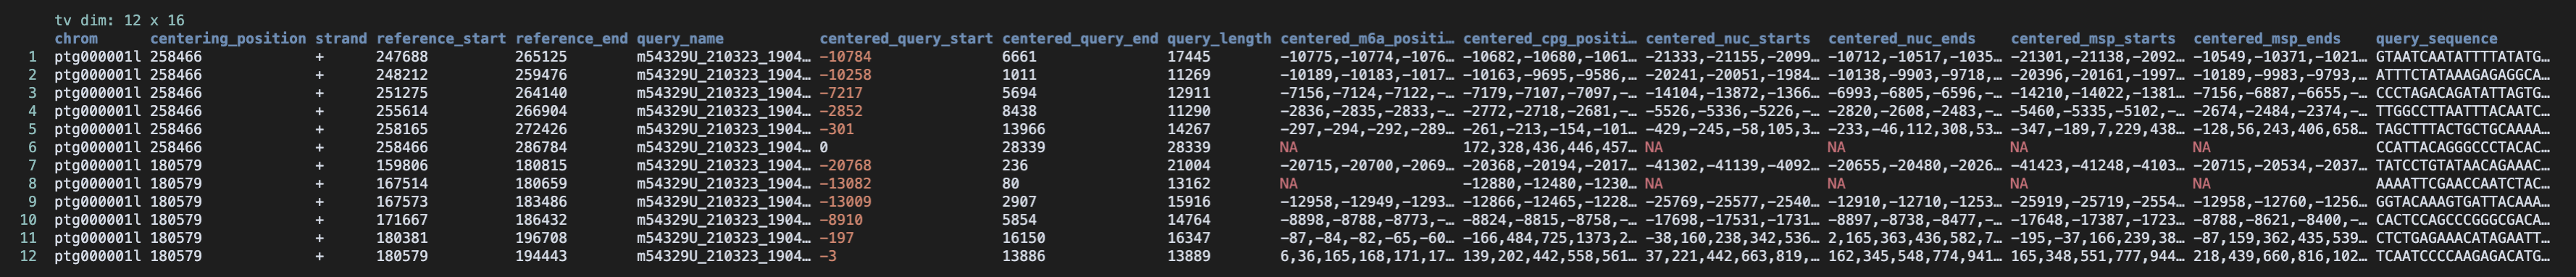 tv dim: 12 x 16
chrom centering_position strand reference_start reference_end query_name centered_query_start centered_query_end query_length centered_m6a_positi… centered_cpg_positi… centered_nuc_starts centered_nuc_ends centered_msp_starts centered_msp_ends query_sequence
1 ptg000001l 258466 + 247688 265125 m54329U_210323_1904… -10784 6661 17445 -10775,-10774,-1076… -10682,-10680,-1061… -21333,-21155,-2099… -10712,-10517,-1035… -21301,-21138,-2092… -10549,-10371,-1021… GTAATCAATATTTTATATG…
2 ptg000001l 258466 + 248212 259476 m54329U_210323_1904… -10258 1011 11269 -10189,-10183,-1017… -10163,-9695,-9586,… -20241,-20051,-1984… -10138,-9903,-9718,… -20396,-20161,-1997… -10189,-9983,-9793,… ATTTCTATAAAGAGAGGCA…
3 ptg000001l 258466 + 251275 264140 m54329U_210323_1904… -7217 5694 12911 -7156,-7124,-7122,-… -7179,-7107,-7097,-… -14104,-13872,-1366… -6993,-6805,-6596,-… -14210,-14022,-1381… -7156,-6887,-6655,-… CCCTAGACAGATATTAGTG…
4 ptg000001l 258466 + 255614 266904 m54329U_210323_1904… -2852 8438 11290 -2836,-2835,-2833,-… -2772,-2718,-2681,-… -5526,-5336,-5226,-… -2820,-2608,-2483,-… -5460,-5335,-5102,-… -2674,-2484,-2374,-… TTGGCCTTAATTTACAATC…
5 ptg000001l 258466 + 258165 272426 m54329U_210323_1904… -301 13966 14267 -297,-294,-292,-289… -261,-213,-154,-101… -429,-245,-58,105,3… -233,-46,112,308,53… -347,-189,7,229,438… -128,56,243,406,658… TAGCTTTACTGCTGCAAAA…
6 ptg000001l 258466 + 258466 286784 m54329U_210323_1904… 0 28339 28339 NA 172,328,436,446,457… NA NA NA NA CCATTACAGGGCCCTACAC…
7 ptg000001l 180579 + 159806 180815 m54329U_210323_1904… -20768 236 21004 -20715,-20700,-2069… -20368,-20194,-2017… -41302,-41139,-4092… -20655,-20480,-2026… -41423,-41248,-4103… -20715,-20534,-2037… TATCCTGTATAACAGAAAC…
8 ptg000001l 180579 + 167514 180659 m54329U_210323_1904… -13082 80 13162 NA -12880,-12480,-1230… NA NA NA NA AAAATTCGAACCAATCTAC…
9 ptg000001l 180579 + 167573 183486 m54329U_210323_1904… -13009 2907 15916 -12958,-12949,-1293… -12866,-12465,-1228… -25769,-25577,-2540… -12910,-12710,-1253… -25919,-25719,-2554… -12958,-12760,-1256… GGTACAAAGTGATTACAAA…
10 ptg000001l 180579 + 171667 186432 m54329U_210323_1904… -8910 5854 14764 -8898,-8788,-8773,-… -8824,-8815,-8758,-… -17698,-17531,-1731… -8897,-8738,-8477,-… -17648,-17387,-1723… -8788,-8621,-8400,-… CACTCCAGCCCGGGCGACA…
11 ptg000001l 180579 + 180381 196708 m54329U_210323_1904… -197 16150 16347 -87,-84,-82,-65,-60… -166,484,725,1373,2… -38,160,238,342,536… 2,165,363,436,582,7… -195,-37,166,239,38… -87,159,362,435,539… CTCTGAGAAACATAGAATT…
12 ptg000001l 180579 + 180579 194443 m54329U_210323_1904… -3 13886 13889 6,36,165,168,171,17… 139,202,442,558,561… 37,221,442,663,819,… 162,345,548,774,941… 165,348,551,777,944… 218,439,660,816,102… TCAATCCCCAAGAGACATG…